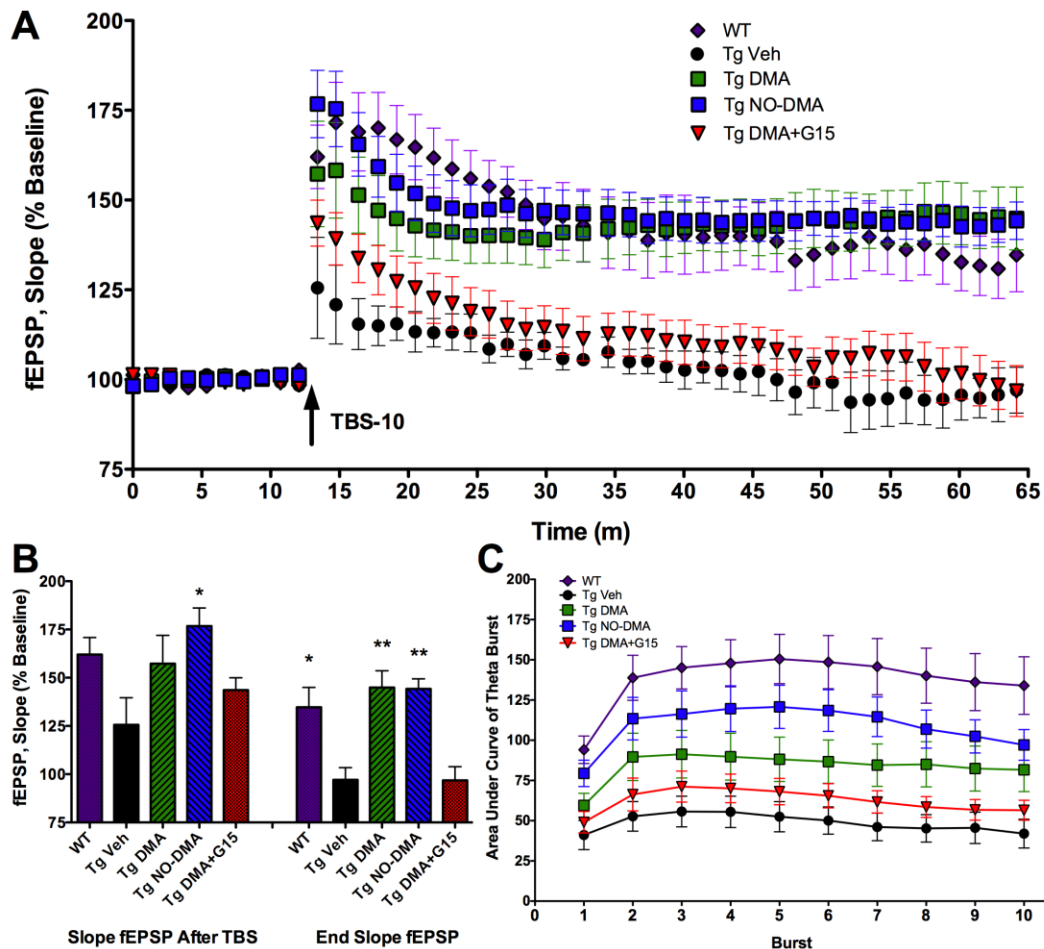 A
fEPSP, Slope (% Baseline)
200
175
150
125
100
75
WT
Tg Veh
Tg DMA
Tg NO-DMA
Tg DMA+G15
TBS-10
0 5 10 15 20 25 30 35 40 45 50 55 60 65
Time (m)
B
fEPSP, Slope (% Baseline)
200
175
150
125
100
75
*
*
**
**
WT Tg Veh Tg DMA Tg NO-DMA Tg DMA+G15 WT Tg Veh Tg DMA Tg NO-DMA Tg DMA+G15
Slope fEPSP After TBS End Slope fEPSP
C
Area Under Curve of Theta Burst
200
175
150
125
100
75
50
25
0
WT
Tg Veh
Tg DMA
Tg NO-DMA
Tg DMA+G15
0 1 2 3 4 5 6 7 8 9 10
Burst